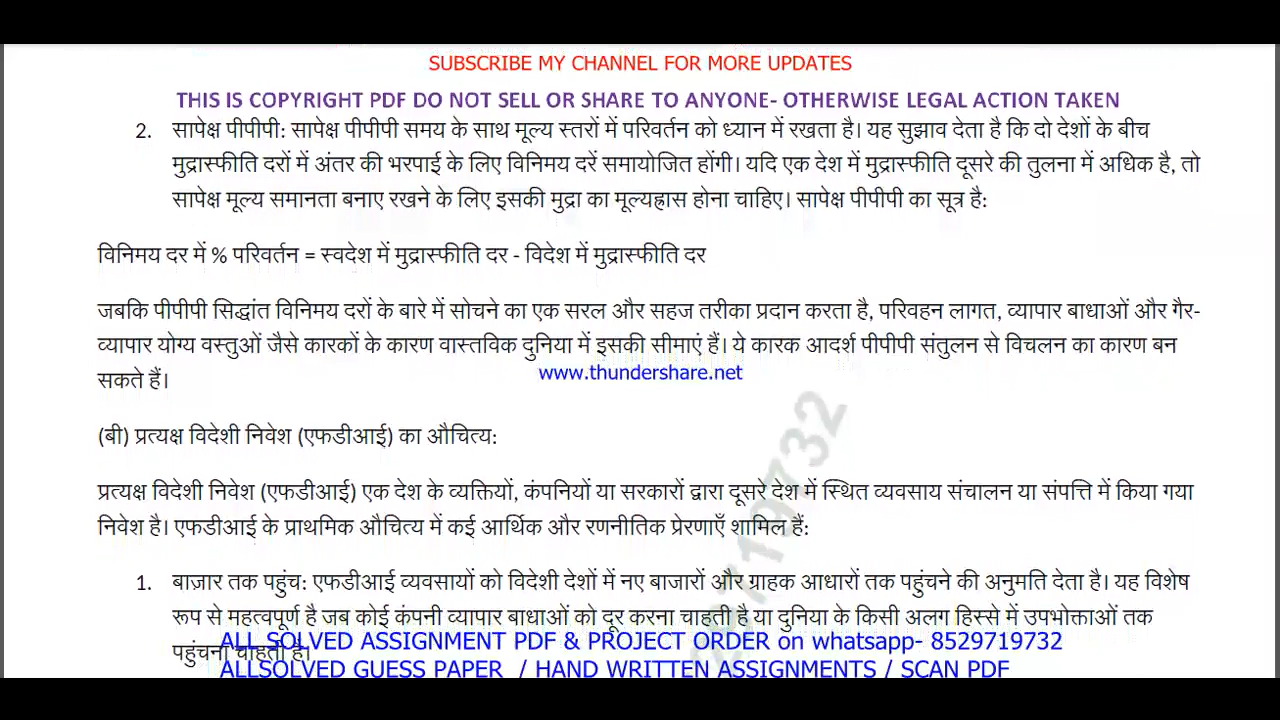 SUBSCRIBE MY CHANNEL FOR MORE UPDATES
THIS IS COPYRIGHT PDF DO NOT SELL OR SHARE TO ANYONE- OTHERWISE LEGAL ACTION TAKEN
2. सापेक्ष पीपीपी: सापेक्ष पीपीपी समय के साथ मूल्य स्तरों में परिवर्तन को ध्यान में रखता है। यह सुझाव देता है कि दो देशों के बीच
मुद्रास्फीति दरों में अंतर की भरपाई के लिए विनिमय दरें समायोजित होंगी। यदि एक देश में मुद्रास्फीति दूसरे की तुलना में अधिक है, तो
सापेक्ष मूल्य समानता बनाए रखने के लिए इसकी मुद्रा का मूल्यह्रास होना चाहिए। सापेक्ष पीपीपी का सूत्र है:
विनिमय दर में % परिवर्तन = स्वदेश में मुद्रास्फीति दर - विदेश में मुद्रास्फीति दर
जबकि पीपीपी सिद्धांत विनिमय दरों के बारे में सोचने का एक सरल और सहज तरीका प्रदान करता है, परिवहन लागत, व्यापार बाधाओं और गैर-
व्यापार योग्य वस्तुओं जैसे कारकों के कारण वास्तविक दुनिया में इसकी सीमाएं हैं। ये कारक आदर्श पीपीपी संतुलन से विचलन का कारण बन
सकते हैं।
www.thundershare.net
(बी) प्रत्यक्ष विदेशी निवेश (एफडीआई) का औचित्य:
प्रत्यक्ष विदेशी निवेश (एफडीआई) एक देश के व्यक्तियों, कंपनियों या सरकारों द्वारा दूसरे देश में स्थित व्यवसाय संचालन या संपत्ति में किया गया
निवेश है। एफडीआई के प्राथमिक औचित्य में कई आर्थिक और रणनीतिक प्रेरणाएँ शामिल हैं:
1. बाज़ार तक पहुंच: एफडीआई व्यवसायों को विदेशी देशों में नए बाजारों और ग्राहक आधारों तक पहुंचने की अनुमति देता है। यह विशेष
रूप से महत्वपूर्ण है जब कोई कंपनी व्यापार बाधाओं को दूर करना चाहती है या दुनिया के किसी अलग हिस्से में उपभोक्ताओं तक
पहुंचना चाहती है।
ALL SOLVED ASSIGNMENT PDF & PROJECT ORDER on whatsapp- 8529719732
ALLSOLVED GUESS PAPER / HAND WRITTEN ASSIGNMENTS / SCAN PDF